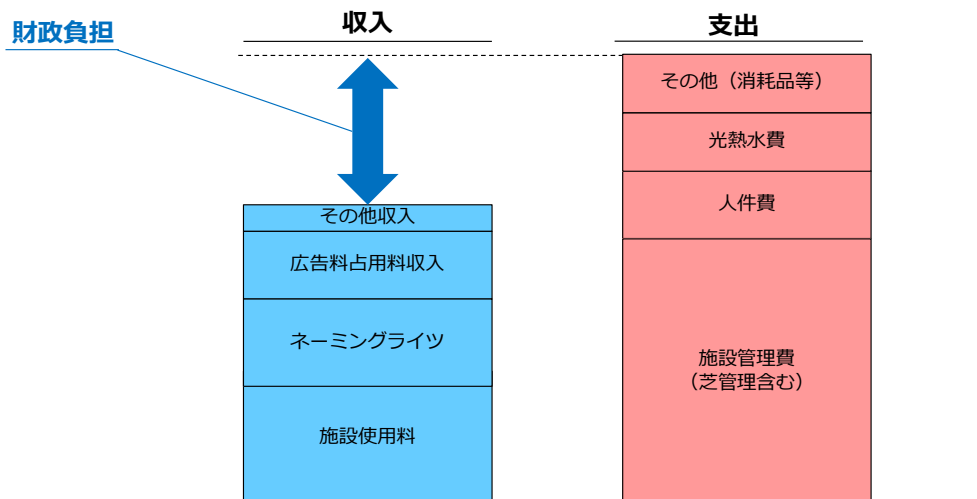 財政負担
収入
支出
その他収入
広告料占用料収入
ネーミングライツ
施設使用料
その他（消耗品等）
光熱水費
人件費
施設管理費
（芝管理含む）